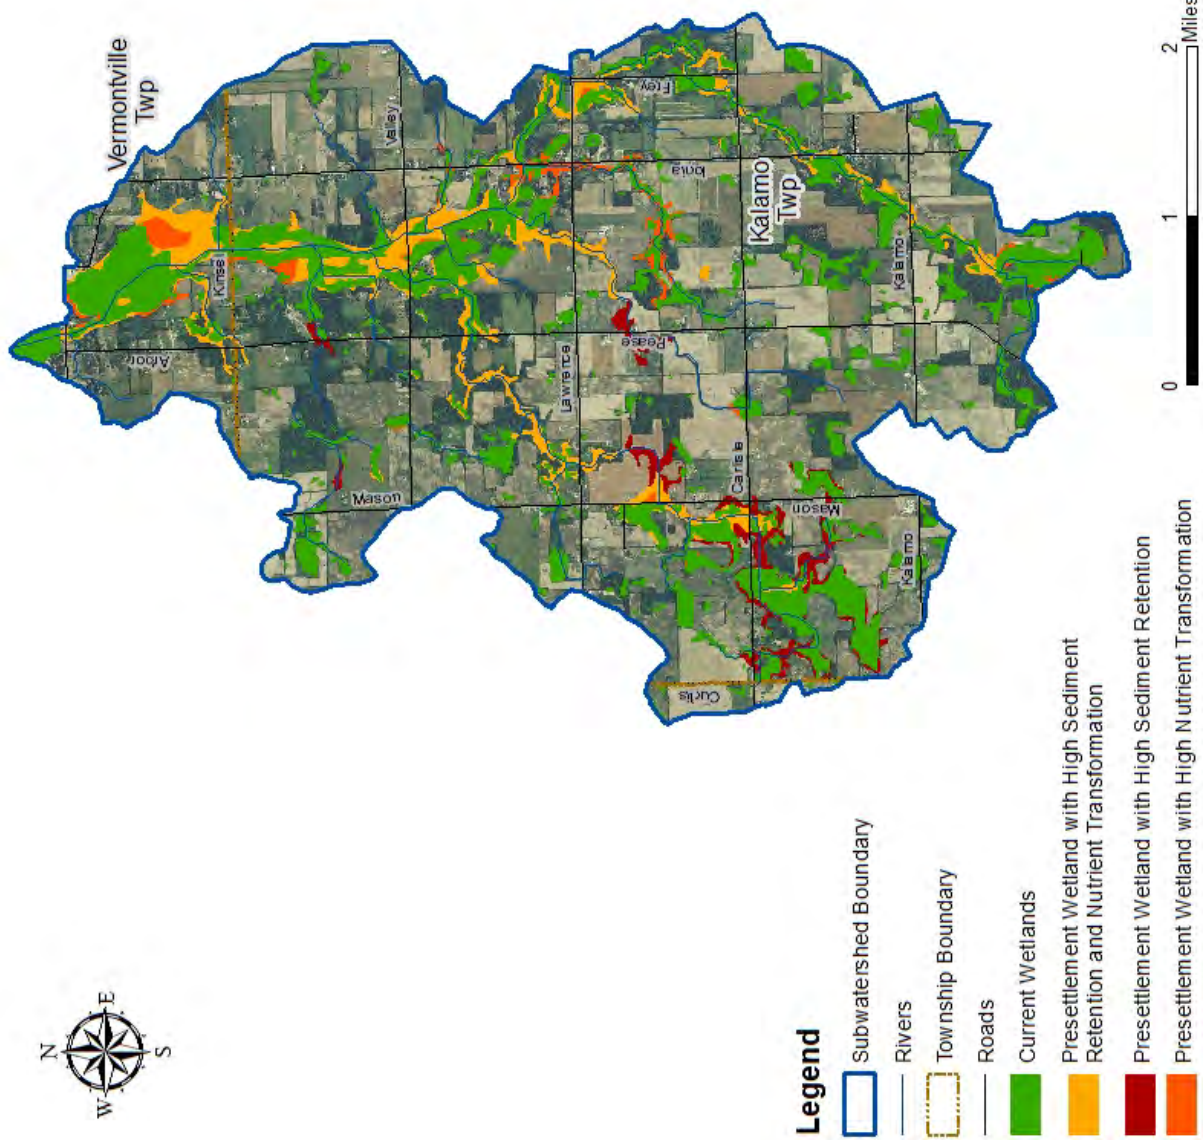 Vermontville
Twp
Valley
Kinsel
Arbor
Frey
Ionia
Kalamo
Twp
Lawrence
Pease
Mason
Carlisle
Kalamo
Mason
Kalamo
Curtis
N
W
E
S
Legend
Subwatershed Boundary
Rivers
Township Boundary
Roads
Current Wetlands
Presettlement Wetland with High Sediment
Retention and Nutrient Transformation
Presettlement Wetland with High Sediment Retention
Presettlement Wetland with High Nutrient Transformation
0
1
2
Miles